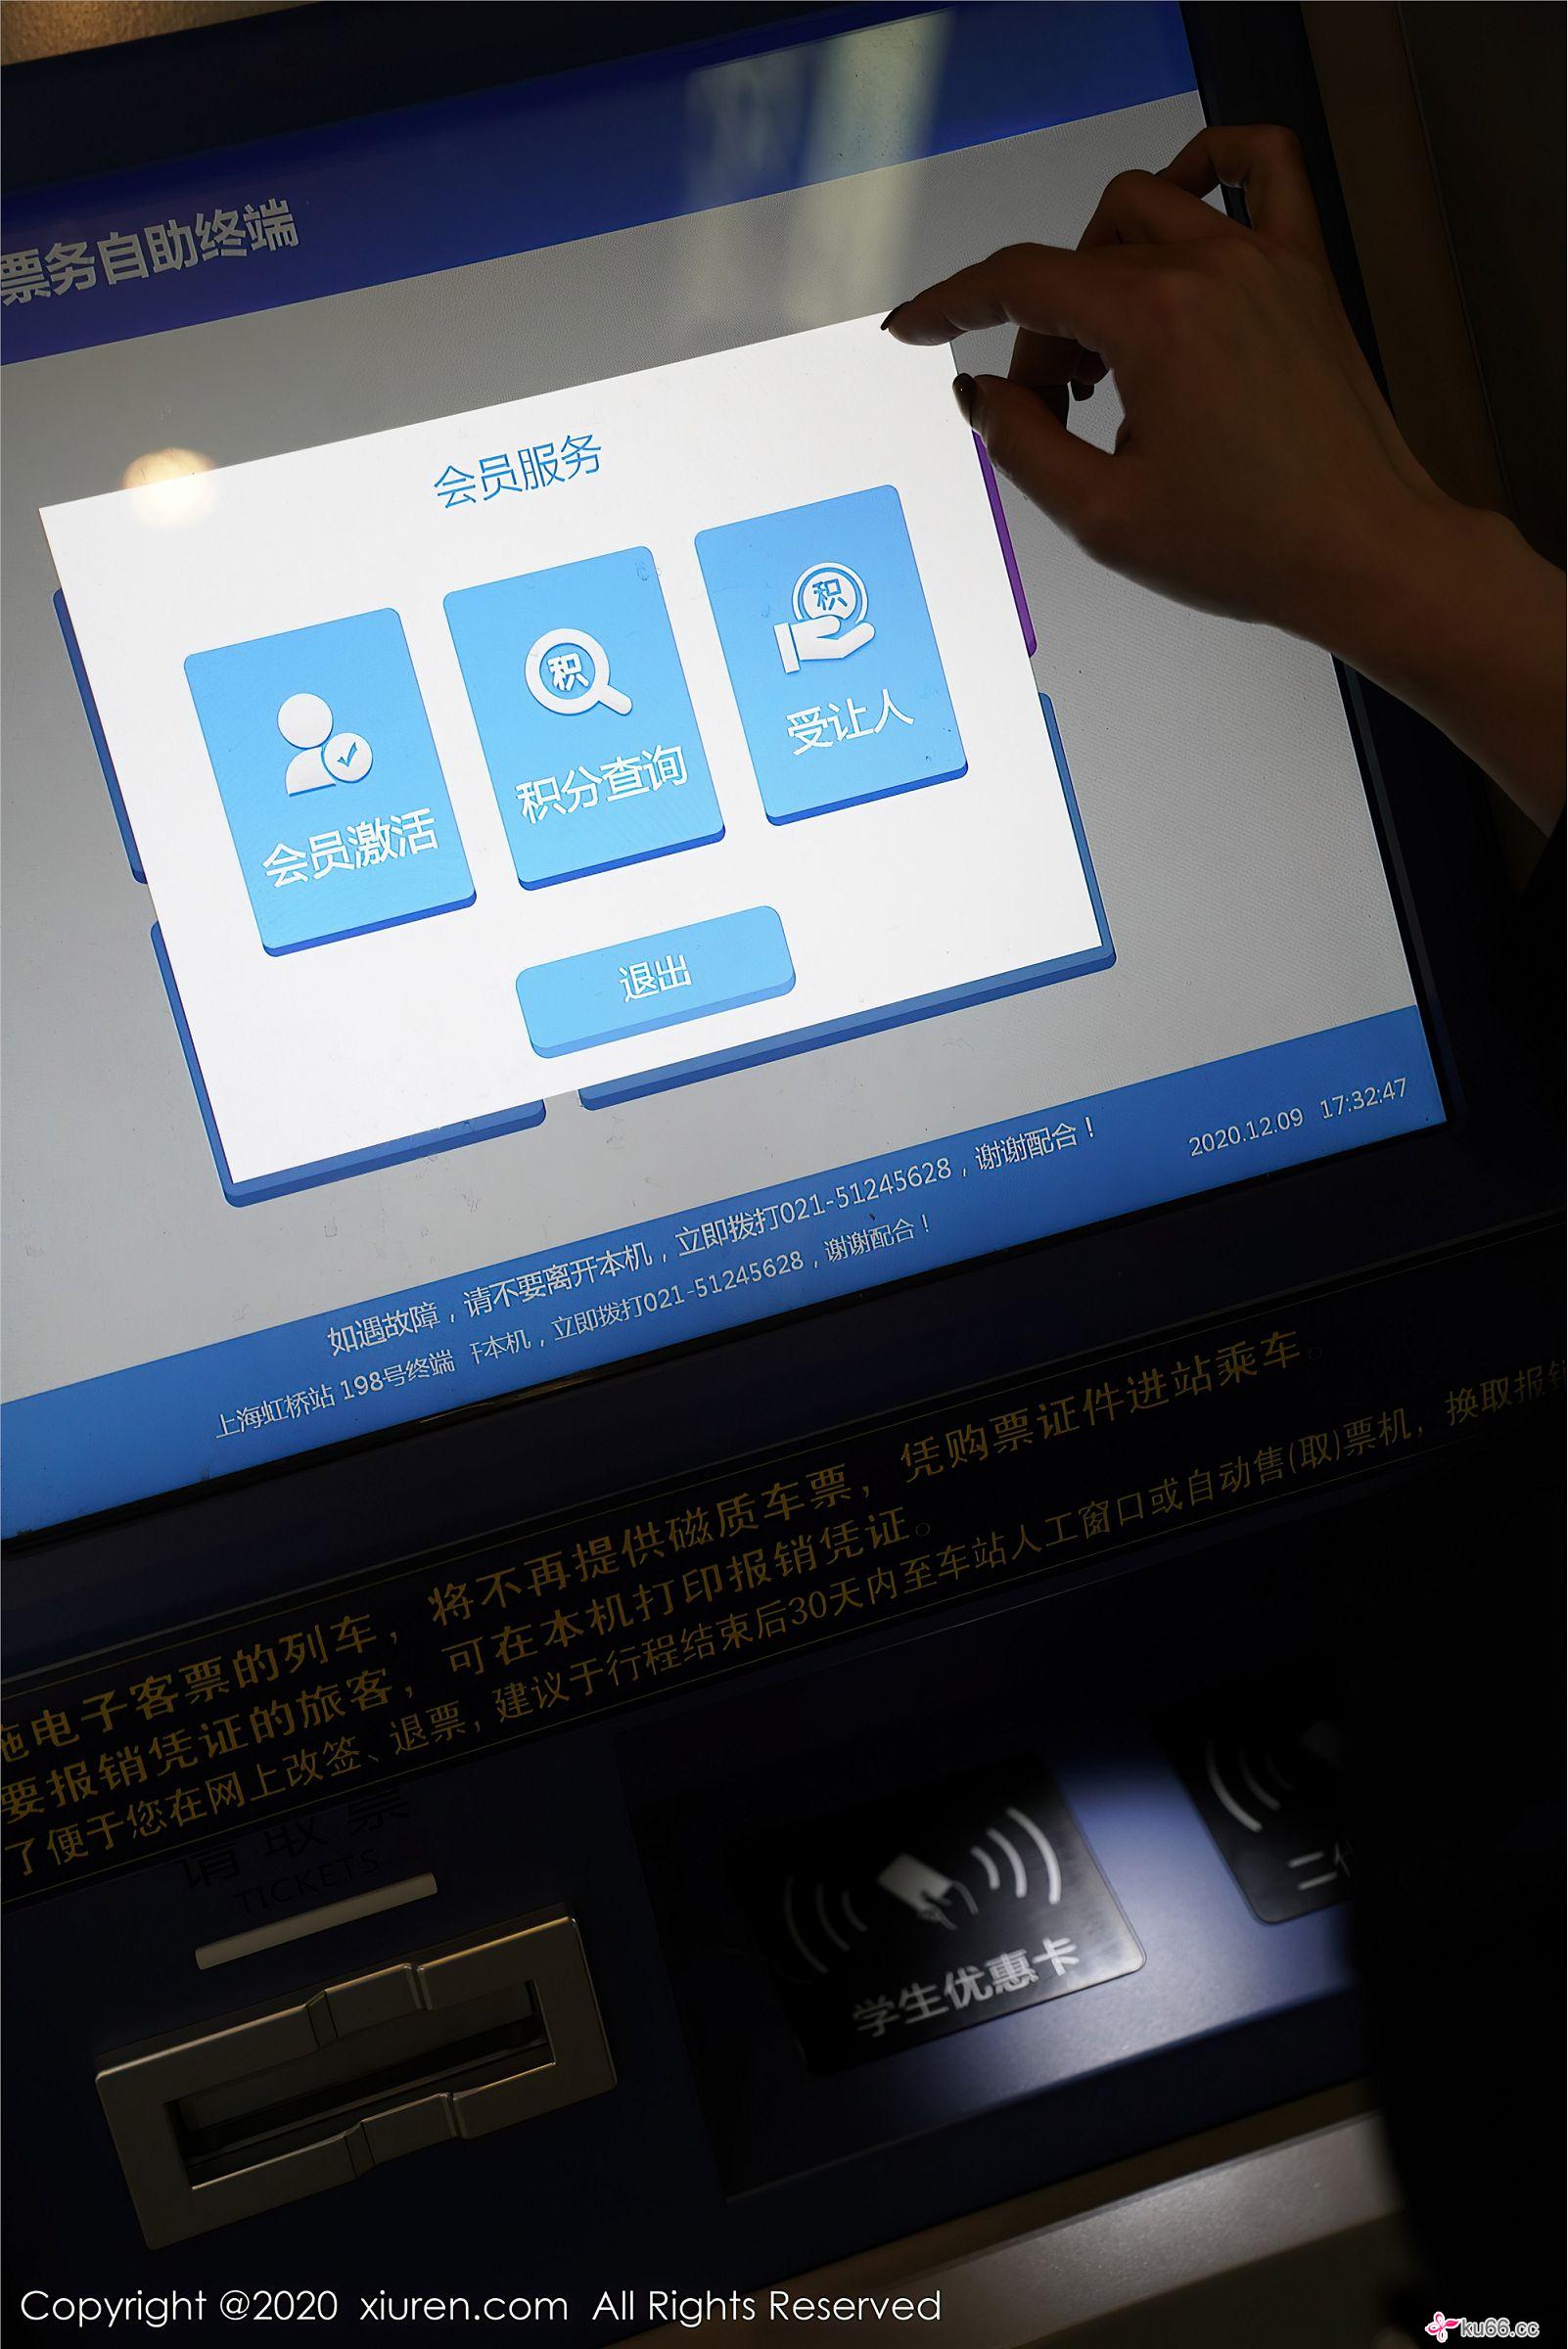 票务自助终端
会员服务
积
积
会员激活
积分查询
受让人
退出
如遇故障，请不要离开本机，立即拨打021-51245628，谢谢配合！
2020.12.09 17:32:47
上海虹桥站 198号终端
本机，立即拨打021-51245628，谢谢配合！
施电子客票的列车，将不再提供磁质车票，凭购票证件进站乘车。
要报销凭证的旅客，可在本机打印报销凭证。
了便于您在网上改签、退票，建议于行程结束后30天内至车站人工窗口或自动售(取)票机，换取报销
请取票
TICKETS
学生优惠卡
二代
Copyright @2020 xiuren.com All Rights Reserved
ku66.cc